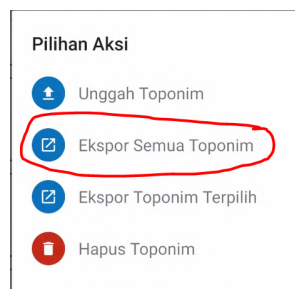 Pilihan Aksi
Unggah Toponim
Ekspor Semua Toponim
Ekspor Toponim Terpilih
Hapus Toponim